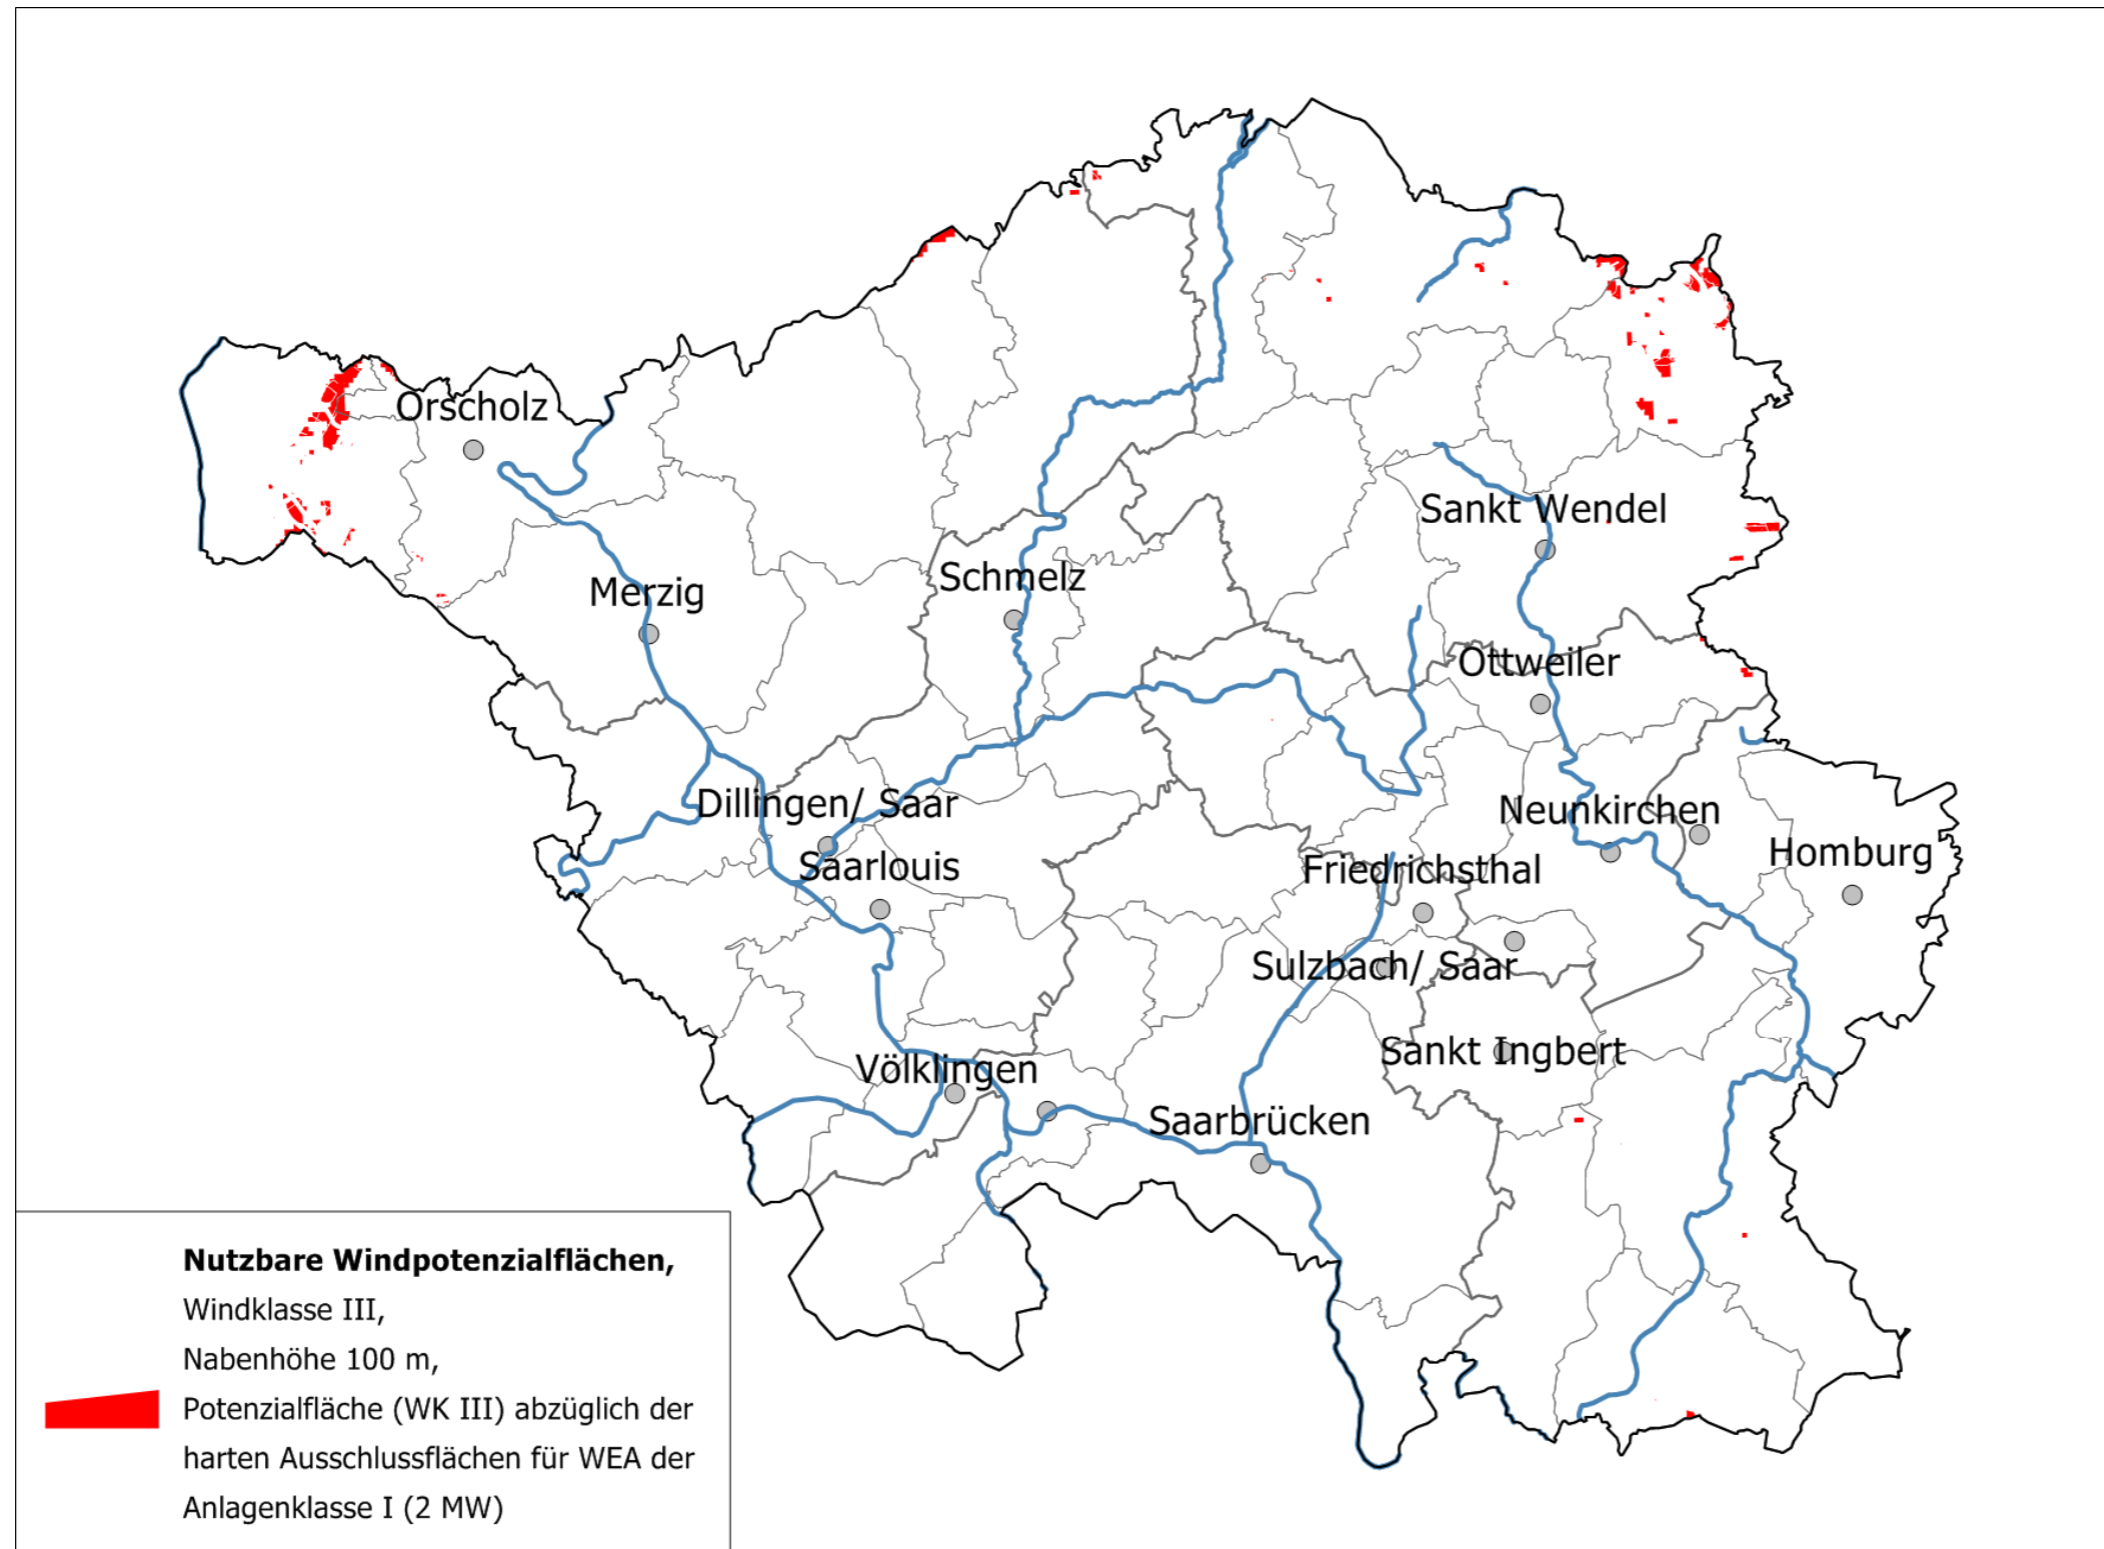 Orscholz
Sankt Wendel
Schmelz
Merzig
Ottweiler
Dillingen/ Saar
Neunkirchen
Homburg
Saarlouis
Friedrichsthal
Sulzbach/ Saar
Sankt Ingbert
Völklingen
Saarbrücken
Nutzbare Windpotenzialflächen,
Windklasse III,
Nabenhöhe 100 m,
Potenzialfläche (WK III) abzüglich der
harten Ausschlussflächen für WEA der
Anlagenklasse I (2 MW)